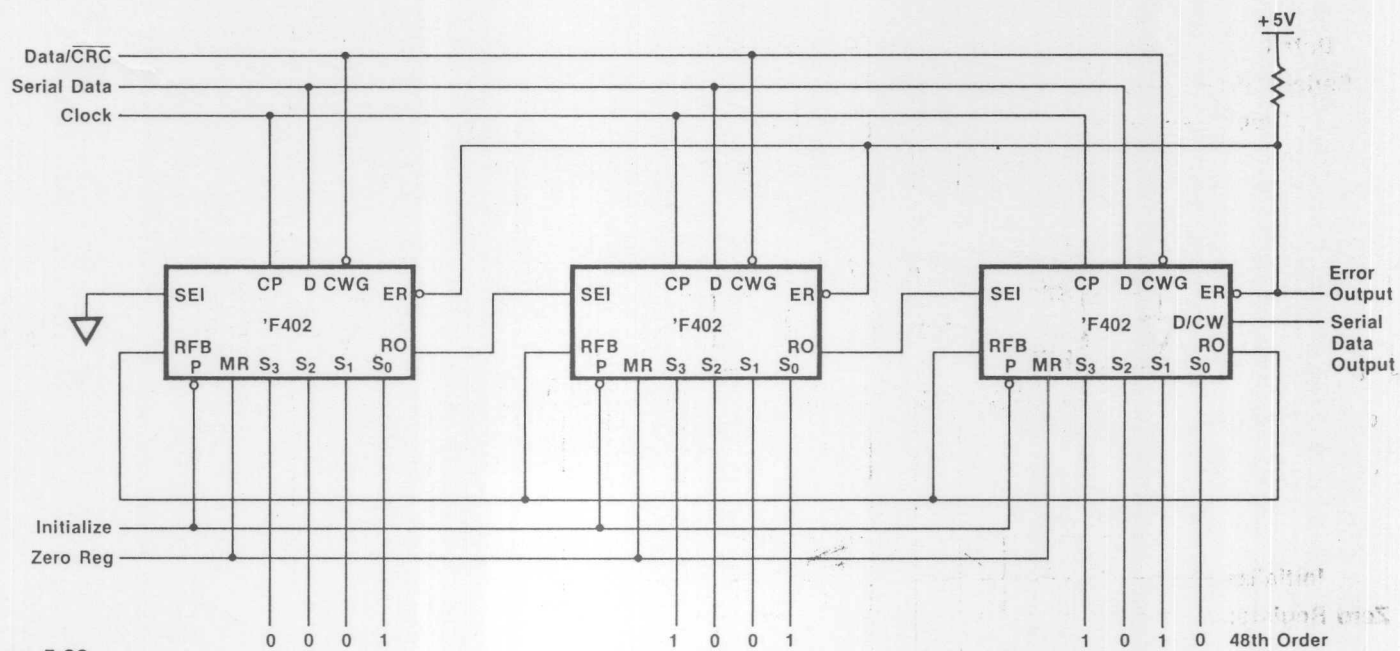 +5V
Data/CRC
Serial Data
Clock
SEI
CP D CWG
ER
'F402
RFB
RO
P MR S3 S2 S1 S0
SEI
CP D CWG
ER
'F402
RFB
RO
P MR S3 S2 S1 S0
SEI
CP D CWG
ER
'F402
D/CW
RFB
RO
P MR S3 S2 S1 S0
Error
Output
Serial
Data
Output
Initialize
Zero Reg
0 0 0 1
1 0 0 1
1 0 1 0
48th Order